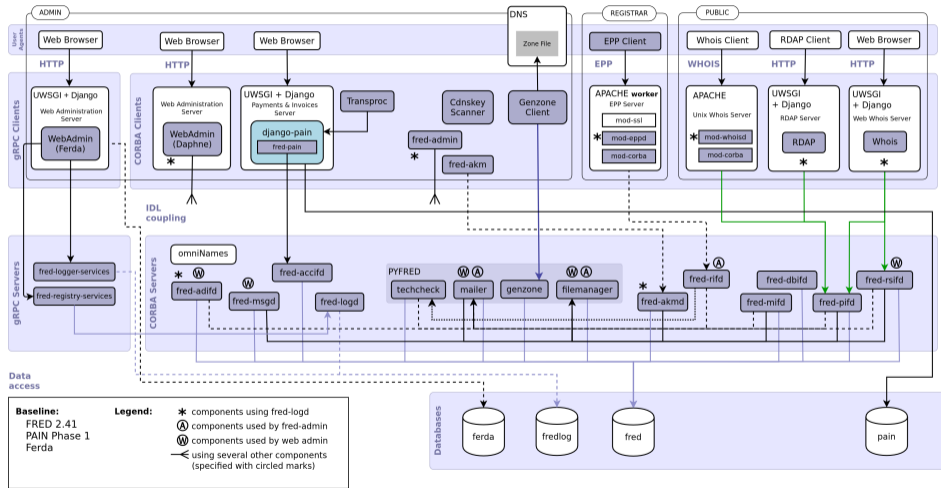 ADMIN
DNS
REGISTRAR
PUBLIC
User
Agents
Web Browser
Web Browser
Web Browser
Zone File
EPP Client
Whois Client
RDAP Client
Web Browser
HTTP
HTTP
EPP
WHOIS
HTTP
HTTP
gRPC Clients
UWSGI + Django
Web Administration
Server
WebAdmin
(Ferda)
CORBA Clients
Web Administration
Server
WebAdmin
(Daphne)
*
UWSGI + Django
Payments & Invoices
Server
django-pain
fred-pain
Transproc
fred-admin
*
Cdnskey
Scanner
fred-akm
Genzone
Client
APACHE worker
EPP Server
mod-ssl
* mod-eppd
mod-corba
APACHE
Unix Whois Server
* mod-whoisd
mod-corba
UWSGI
+ Django
RDAP Server
RDAP
*
UWSGI
+ Django
Web Whois Server
Whois
*
IDL
coupling
gRPC Servers
fred-logger-services
fred-registry-services
CORBA Servers
omniNames
* W
fred-adifd
W
fred-msgd
fred-accifd
fred-logd
PYFRED
techcheck
W A
mailer
genzone
W A
filemanager
*
fred-akmd
A
fred-rifd
fred-dbifd
fred-mifd
fred-pifd
W
fred-rsifd
Data
access
Baseline:
FRED 2.41
PAIN Phase 1
Ferda
Legend:
* components using fred-logd
A components used by fred-admin
W components used by web admin
using several other components
(specified with circled marks)
Databases
ferda
fredlog
fred
pain